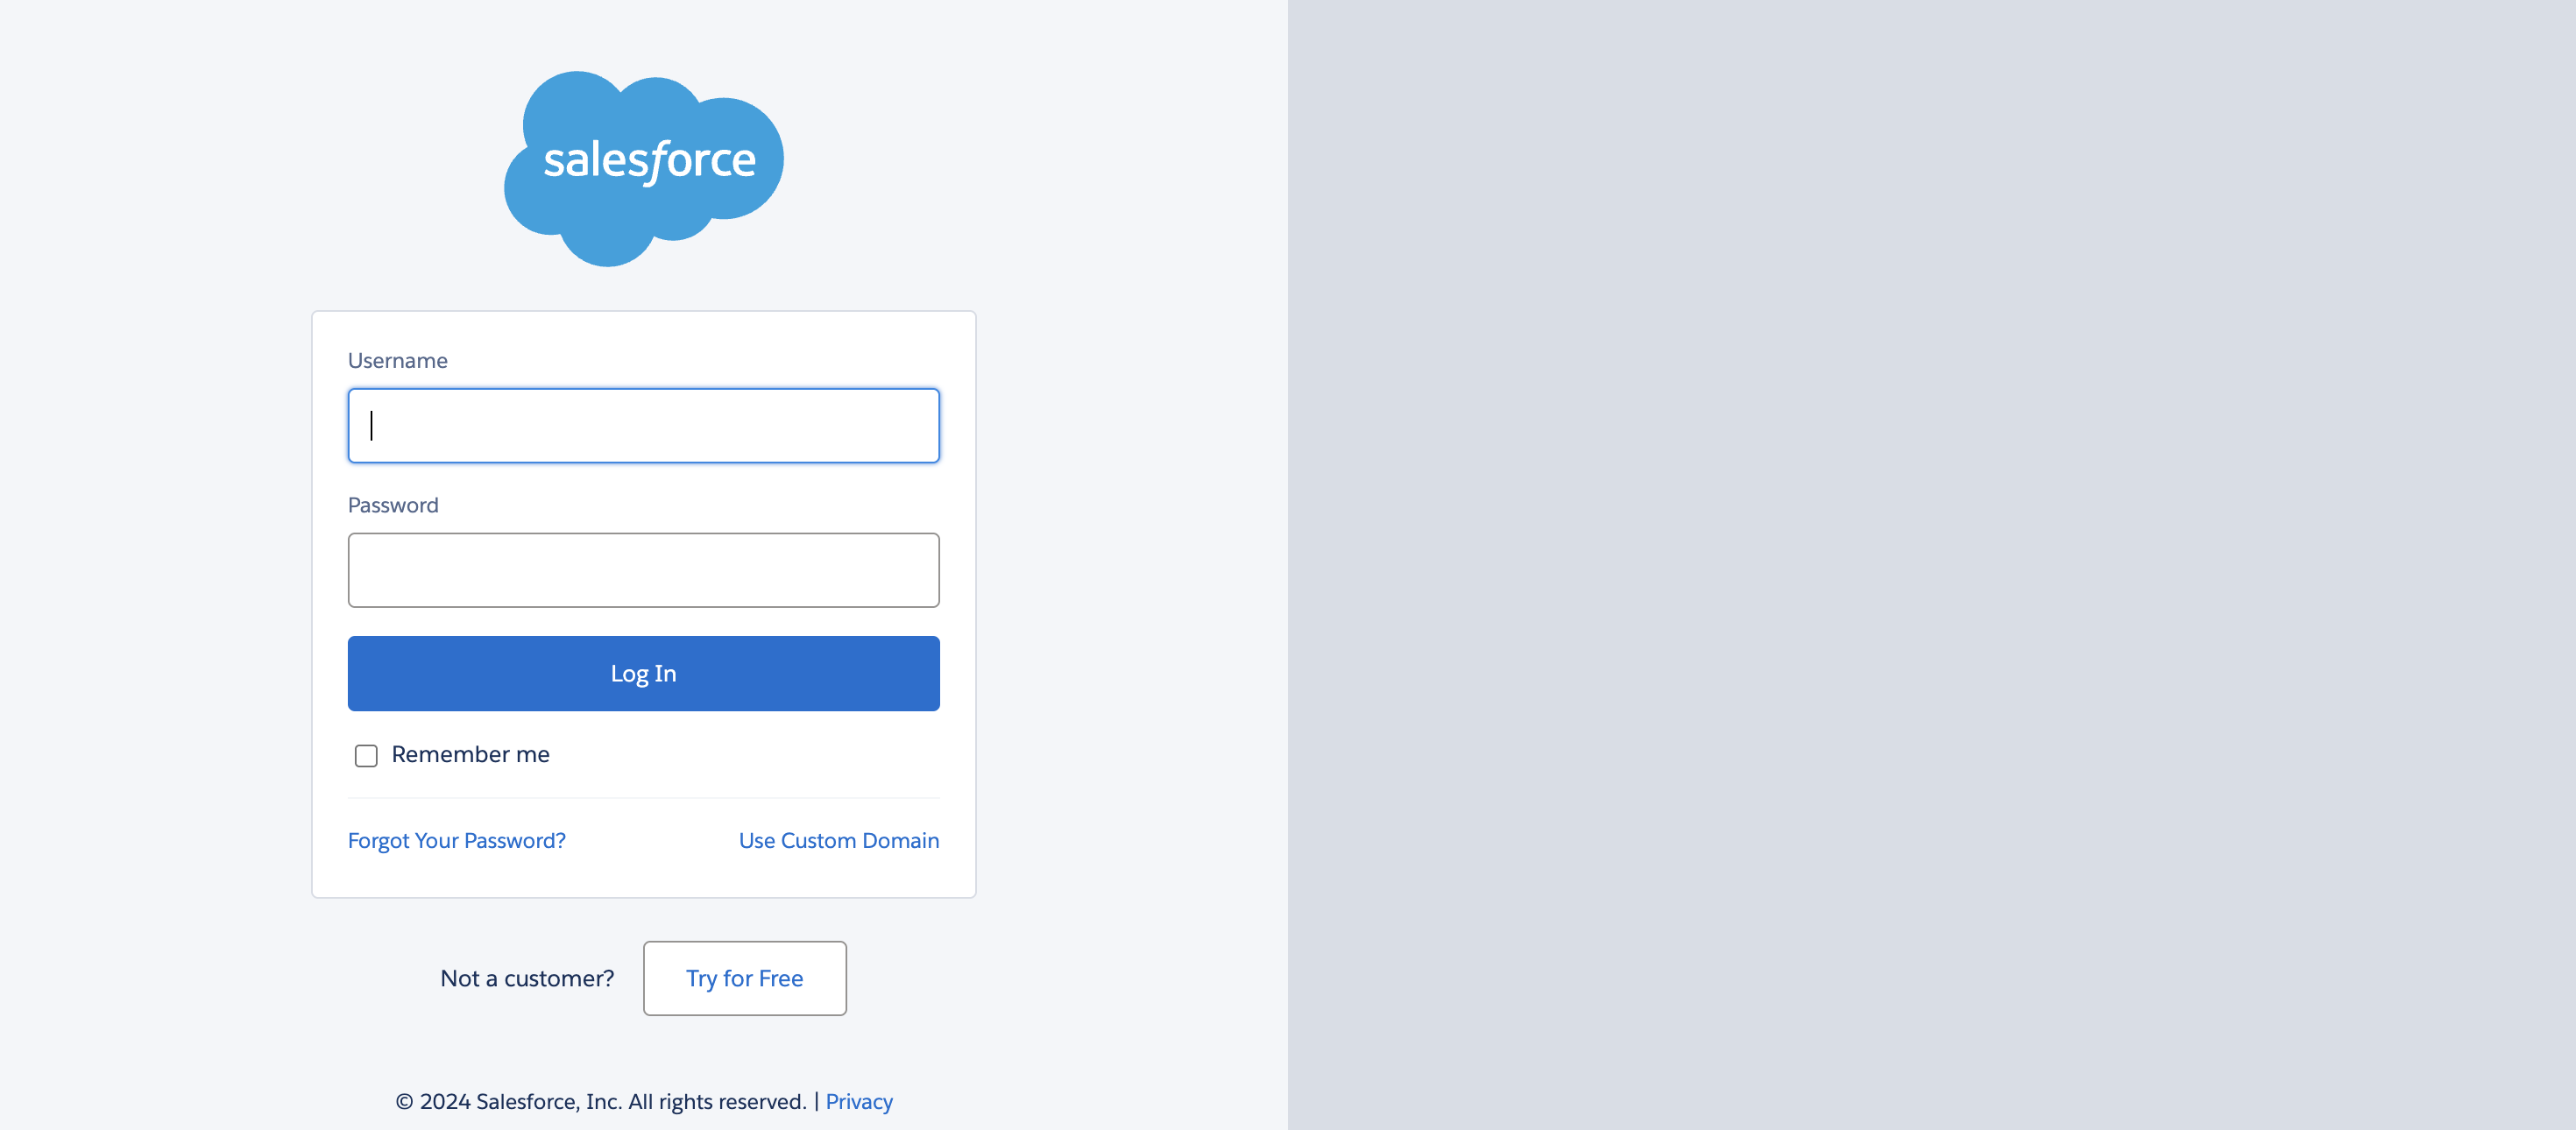 salesforce
Username
Password
Log In
Remember me
Forgot Your Password? Use Custom Domain
Not a customer? Try for Free
© 2024 Salesforce, Inc. All rights reserved. | Privacy